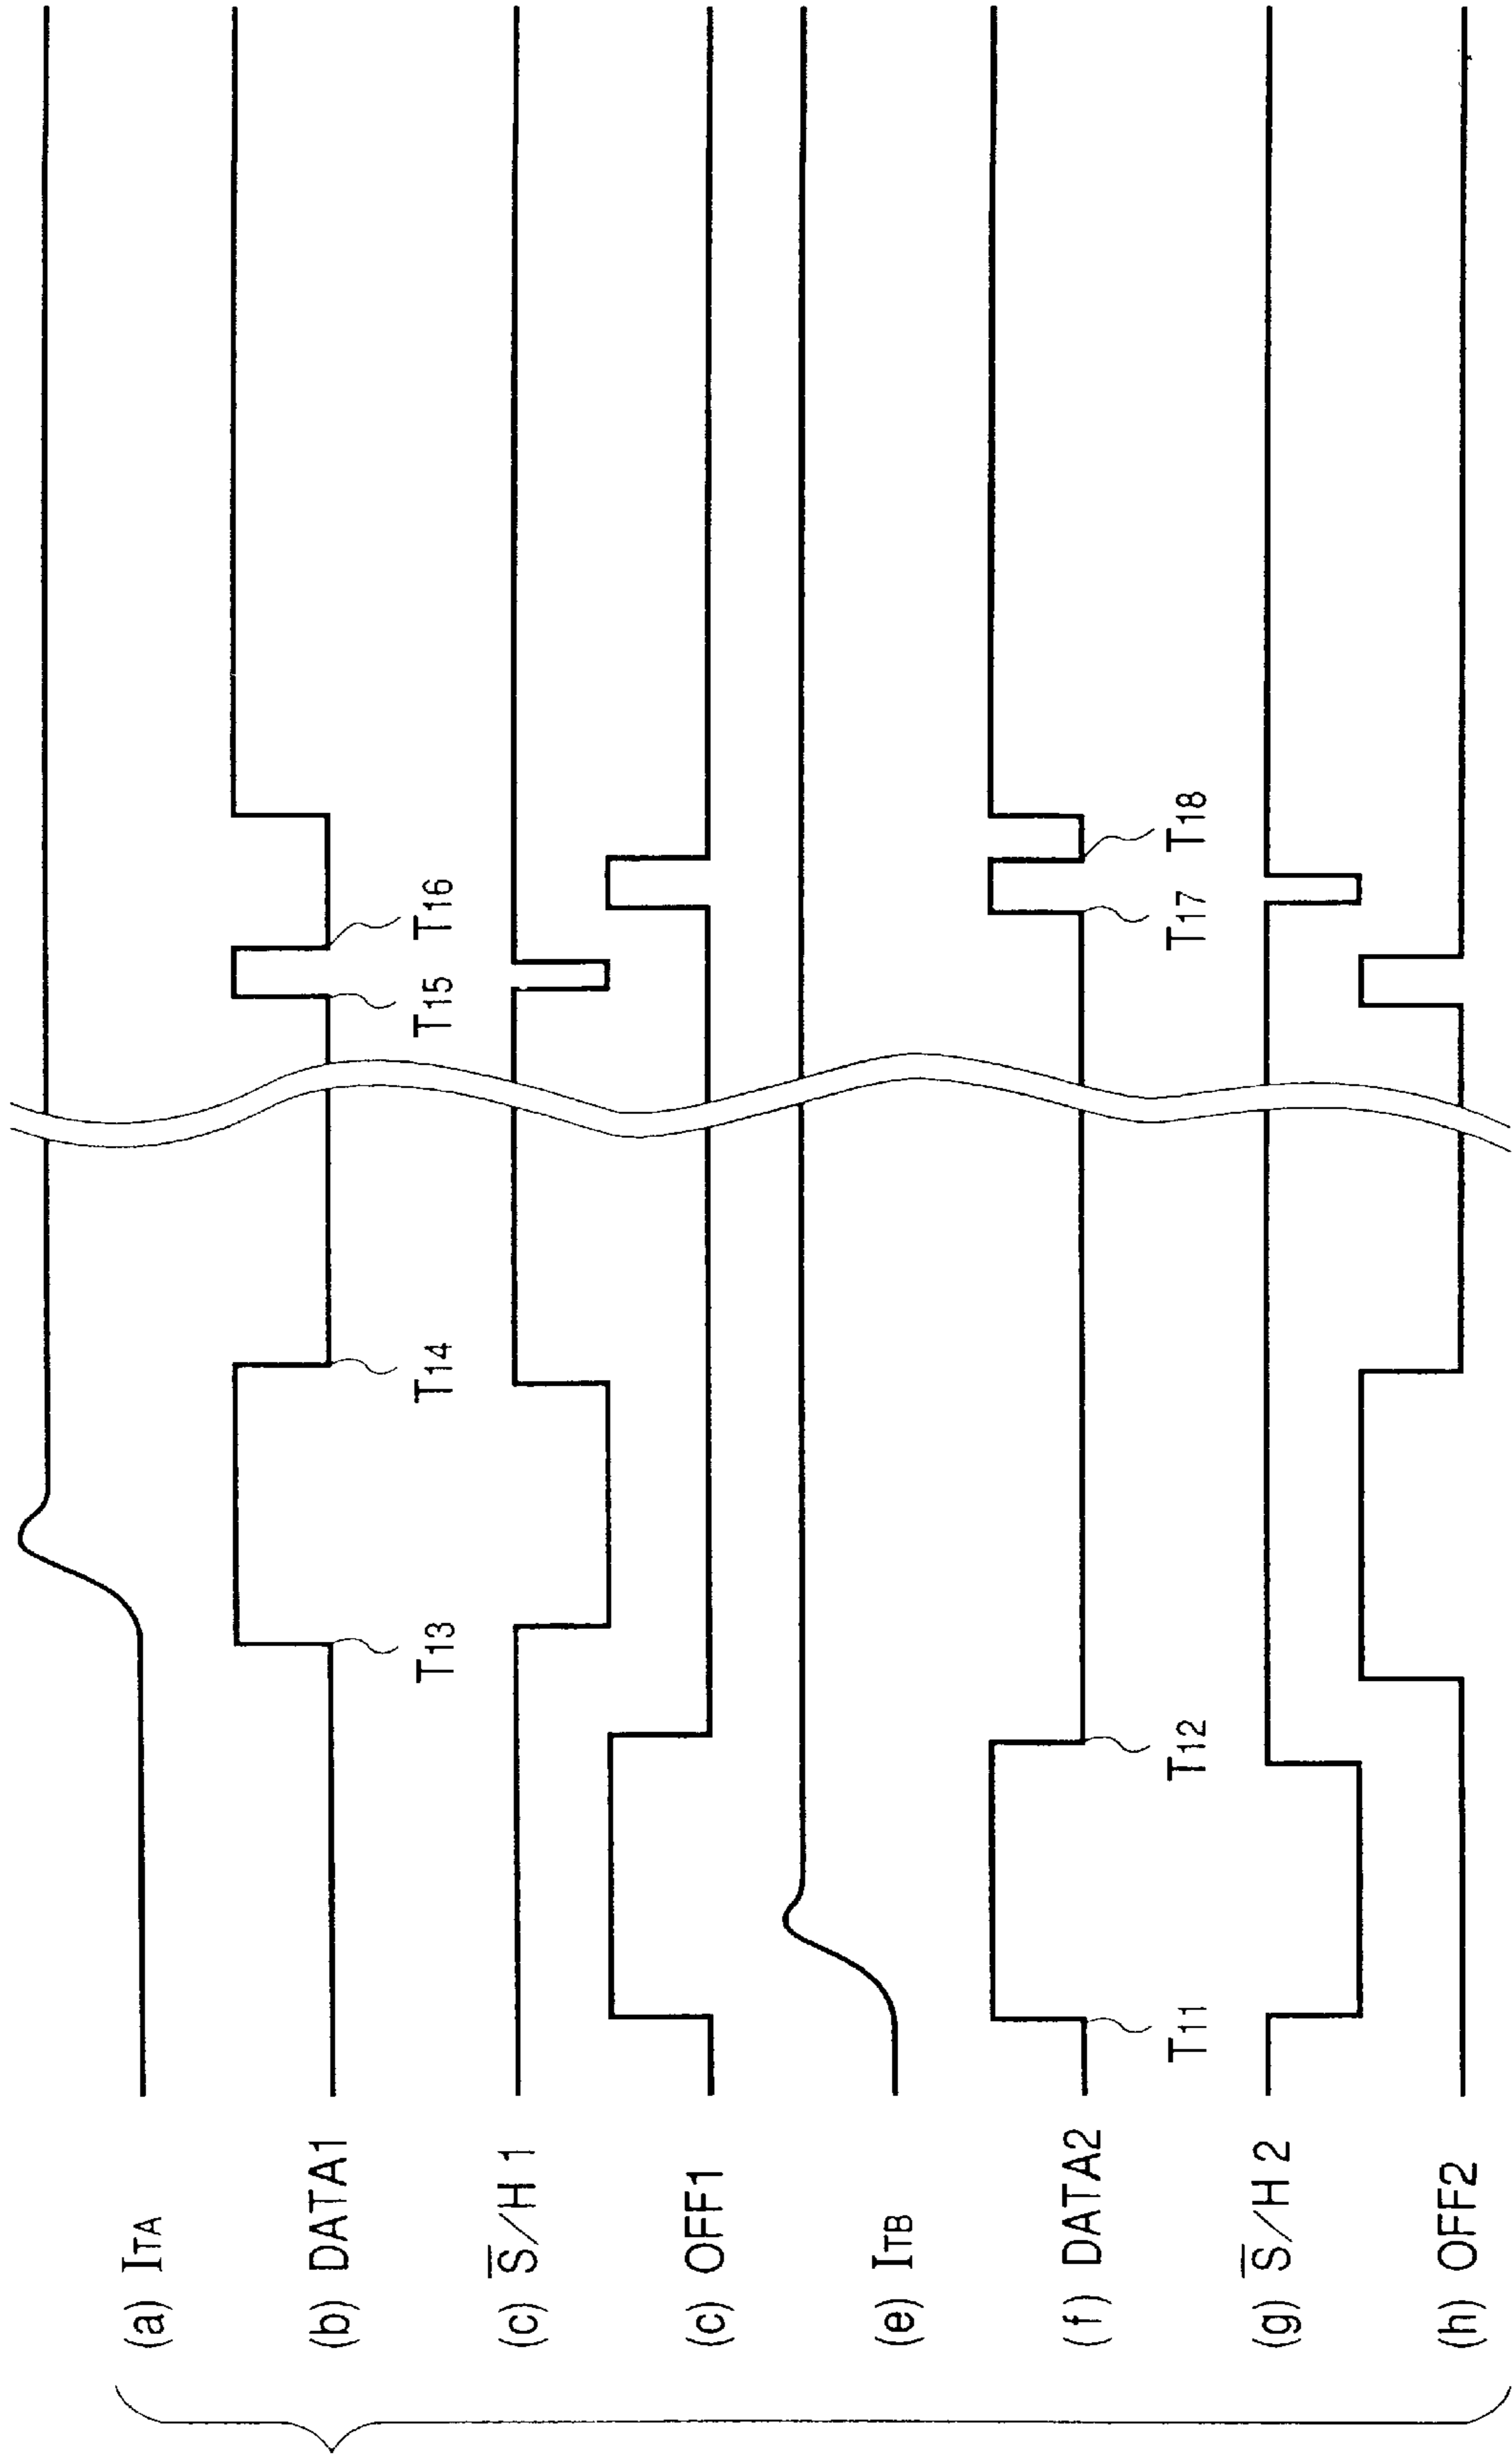 (a) ITA
(b) DATA1
T13
T14
T15
T16
(c) S̅/H 1
(c) OFF1
(e) ITB
(f) DATA2
T11
T12
T17
T18
(g) S̅/H 2
(h) OFF2